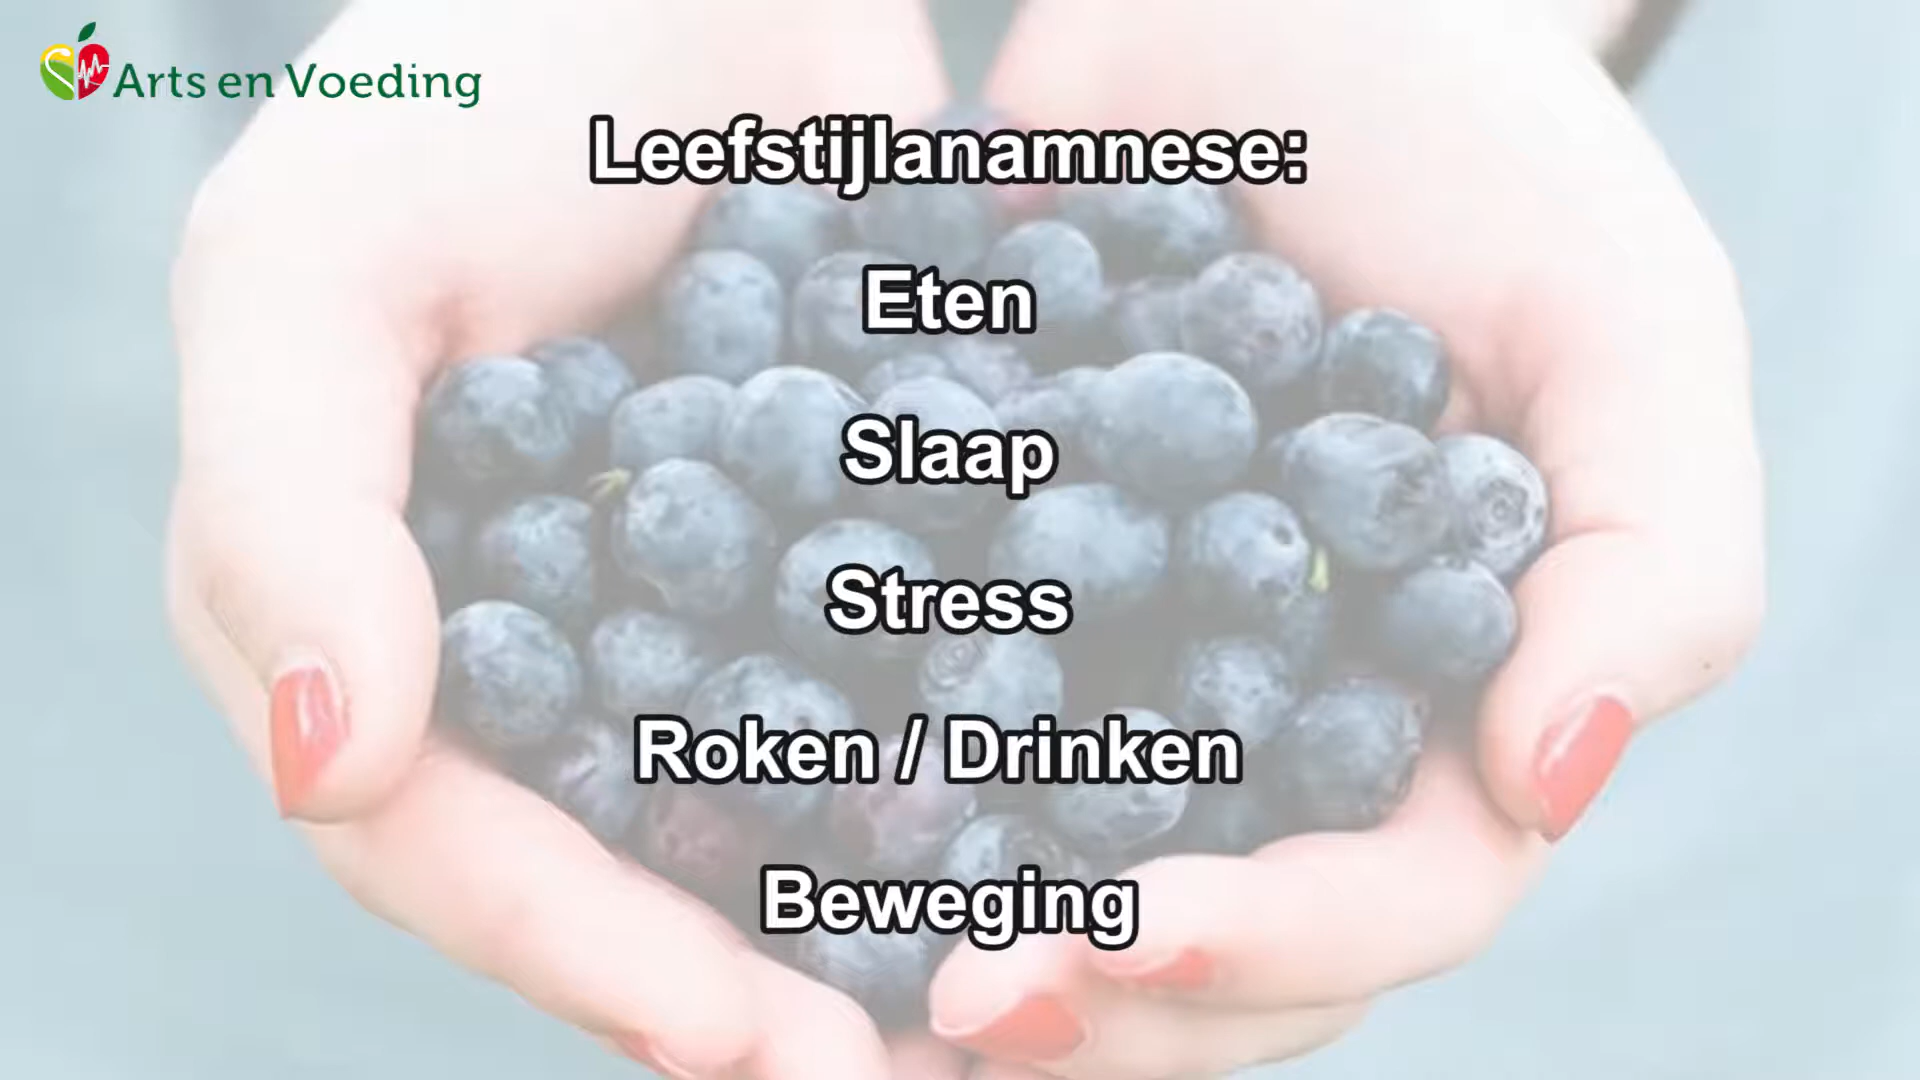 Arts en Voeding
Leefstijlanamnese:
Eten
Slaap
Stress
Roken / Drinken
Beweging